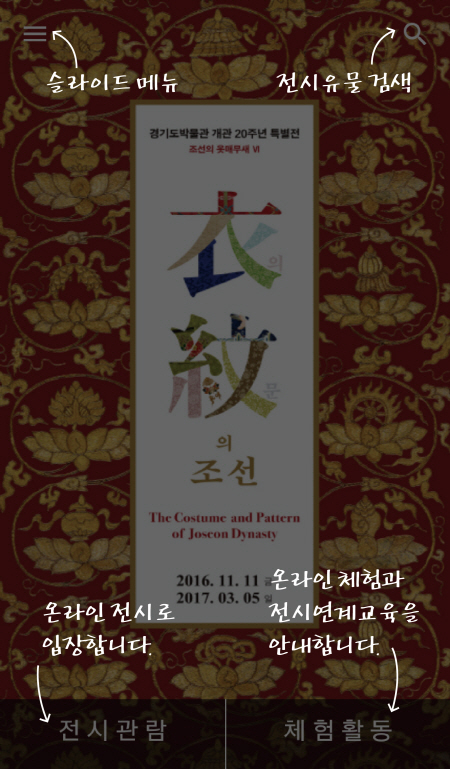 슬라이드 메뉴
전시유물 검색
경기도박물관 개관 20주년 특별전
조선의 옷매무새 Ⅵ
衣의
紋문
의
조선
The Costume and Pattern
of Joseon Dynasty
2016. 11. 11 금
2017. 03. 05 일
온라인 체험과
전시연계교육을
안내합니다.
온라인 전시로
입장합니다.
전시관람
체험활동